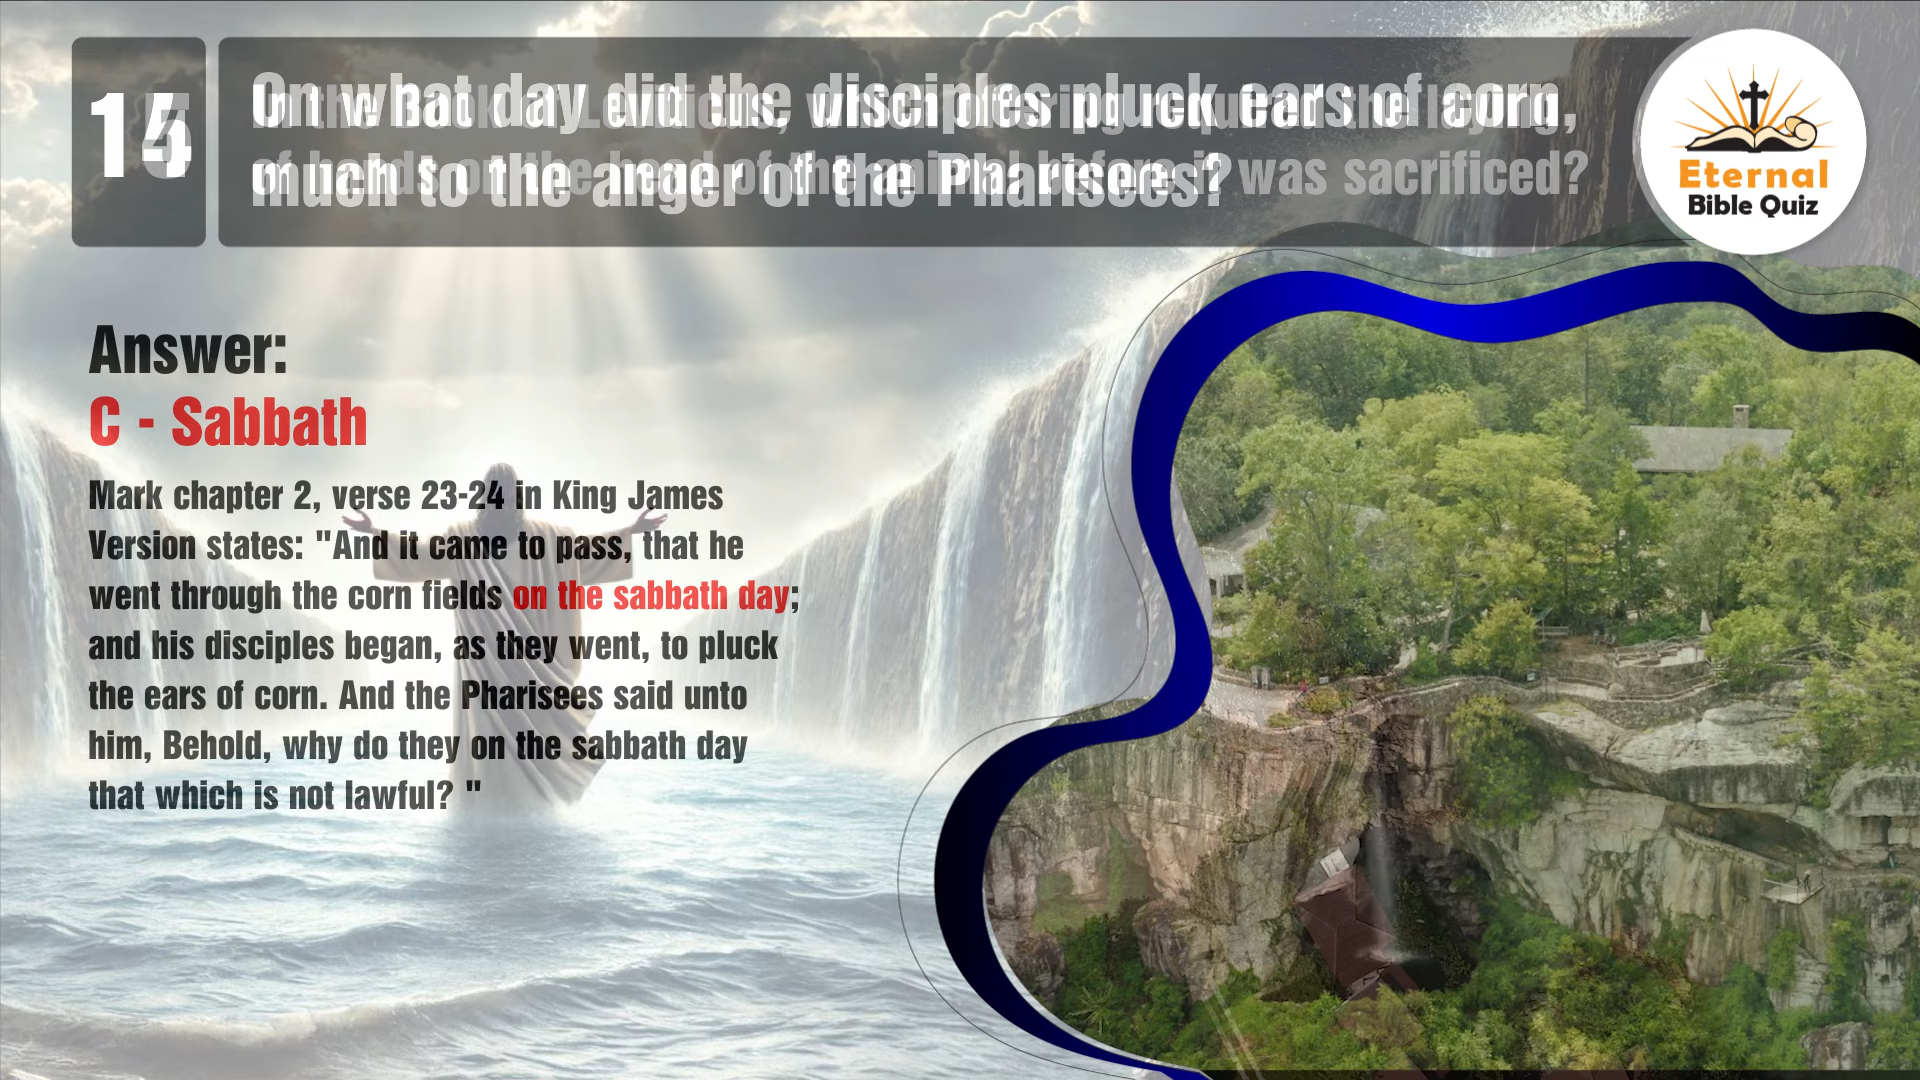 14
On what day did the disciples pluck ears of corn,
much to the anger of the Pharisees?
was sacrificed?
Eternal
Bible Quiz
Answer:
C - Sabbath
Mark chapter 2, verse 23-24 in King James
Version states: "And it came to pass, that he
went through the corn fields on the sabbath day;
and his disciples began, as they went, to pluck
the ears of corn. And the Pharisees said unto
him, Behold, why do they on the sabbath day
that which is not lawful? "